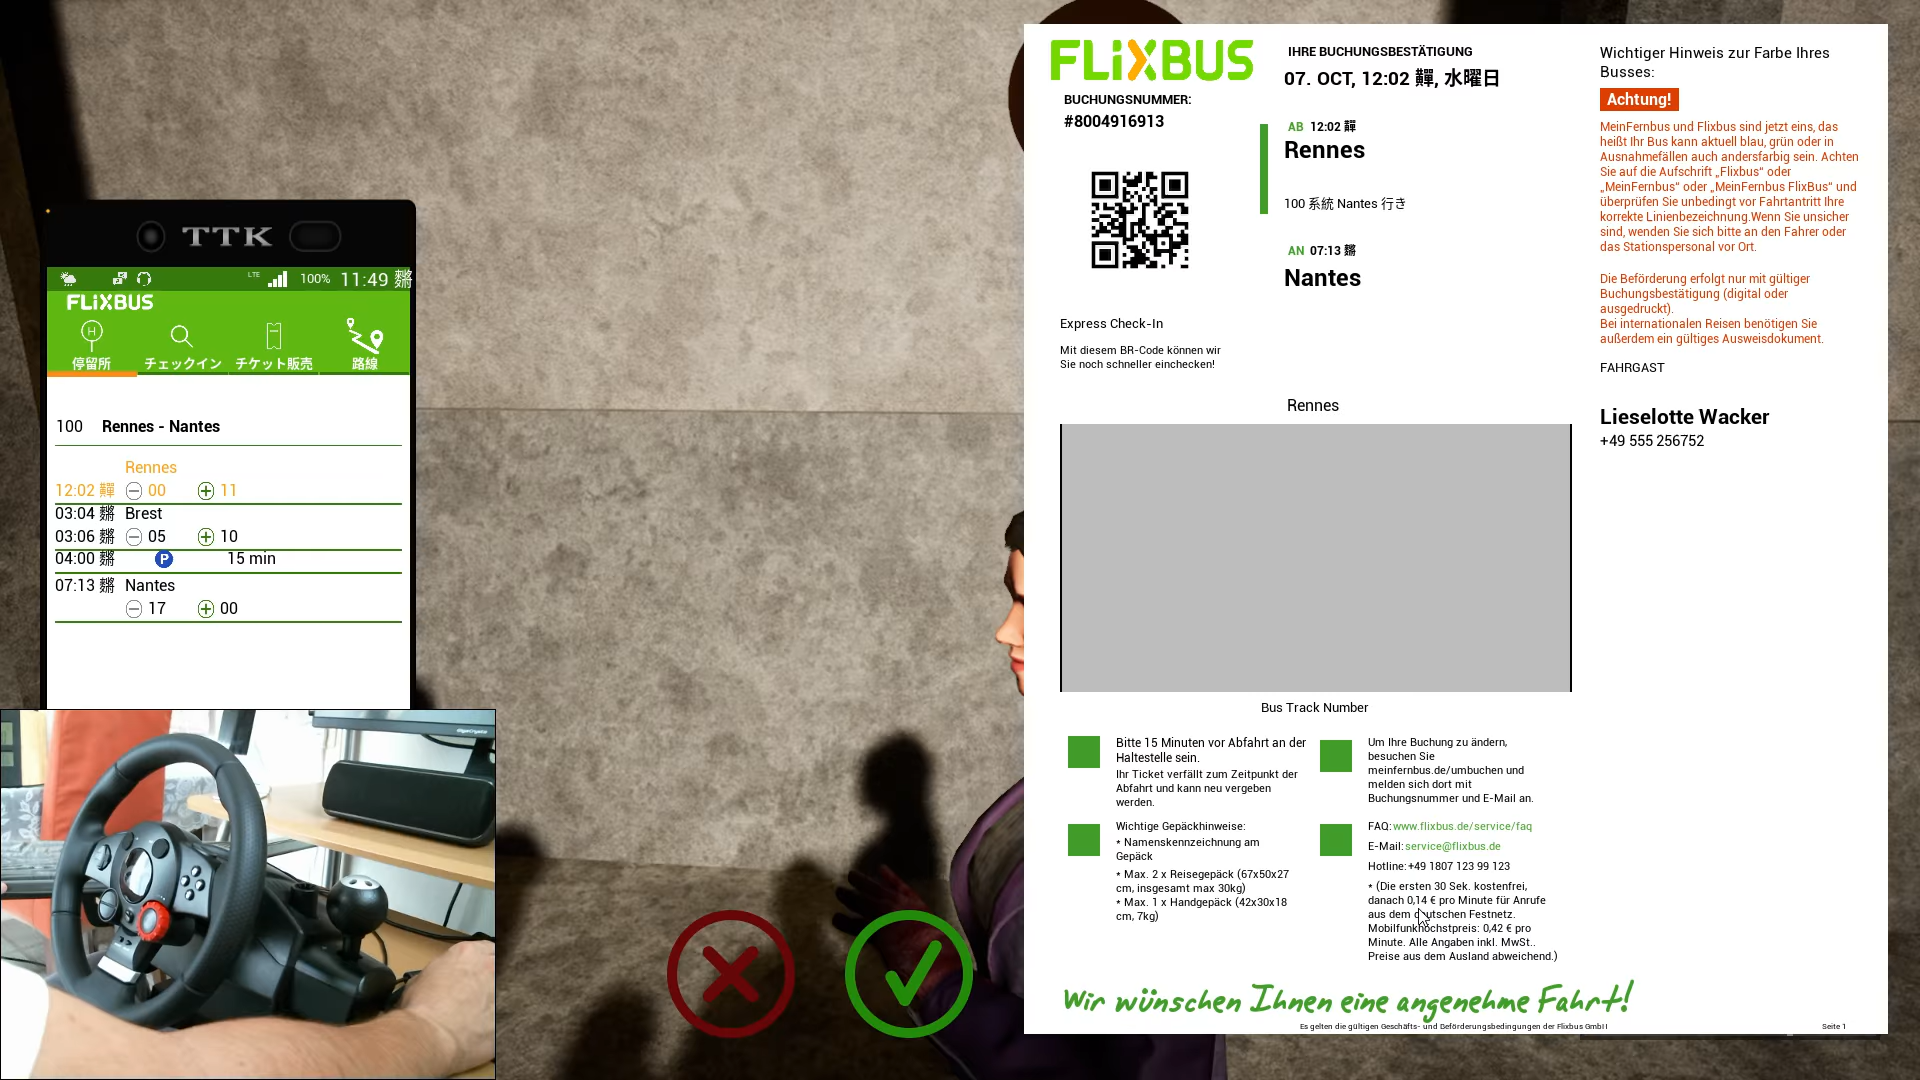 TTK
LTE 100% 11:49
FLiXBUS
停留所 チェックイン チケット販売 路線
100 Rennes - Nantes
Rennes
12:02 00 11
03:04 Brest
03:06 05 10
04:00 P 15 min
07:13 Nantes
17 00
FLiXBUS
BUCHUNGSNUMMER:
#8004916913
IHRE BUCHUNGSBESTÄTIGUNG
07. OCT, 12:02 , 水曜日
AB 12:02
Rennes
100 系統 Nantes 行き
AN 07:13
Nantes
Express Check-In
Mit diesem BR-Code können wir
Sie noch schneller einchecken!
Rennes
Bus Track Number
Bitte 15 Minuten vor Abfahrt an der
Haltestelle sein.
Ihr Ticket verfällt zum Zeitpunkt der
Abfahrt und kann neu vergeben
werden.
Wichtige Gepäckhinweise:
* Namenskennzeichnung am
Gepäck
* Max. 2 x Reisegepäck (67x50x27
cm, insgesamt max 30kg)
* Max. 1 x Handgepäck (42x30x18
cm, 7kg)
Um Ihre Buchung zu ändern,
besuchen Sie
meinfernbus.de/umbuchen und
melden sich dort mit
Buchungsnummer und E-Mail an.
FAQ: www.flixbus.de/service/faq
E-Mail: service@flixbus.de
Hotline: +49 1807 123 99 123
* (Die ersten 30 Sek. kostenfrei,
danach 0,14 € pro Minute für Anrufe
aus dem deutschen Festnetz.
Mobilfunkhöchstpreis: 0,42 € pro
Minute. Alle Angaben inkl. MwSt..
Preise aus dem Ausland abweichend.)
Wir wünschen Ihnen eine angenehme Fahrt!
Es gelten die gültigen Geschäfts- und Beförderungsbedingungen der Flixbus GmbH
Seite 1
Wichtiger Hinweis zur Farbe Ihres
Busses:
Achtung!
MeinFernbus und Flixbus sind jetzt eins, das
heißt Ihr Bus kann aktuell blau, grün oder in
Ausnahmefällen auch andersfarbig sein. Achten
Sie auf die Aufschrift „Flixbus“ oder
„MeinFernbus“ oder „MeinFernbus FlixBus“ und
überprüfen Sie unbedingt vor Fahrtantritt Ihre
korrekte Linienbezeichnung.Wenn Sie unsicher
sind, wenden Sie sich bitte an den Fahrer oder
das Stationspersonal vor Ort.
Die Beförderung erfolgt nur mit gültiger
Buchungsbestätigung (digital oder
ausgedruckt).
Bei internationalen Reisen benötigen Sie
außerdem ein gültiges Ausweisdokument.
FAHRGAST
Lieselotte Wacker
+49 555 256752